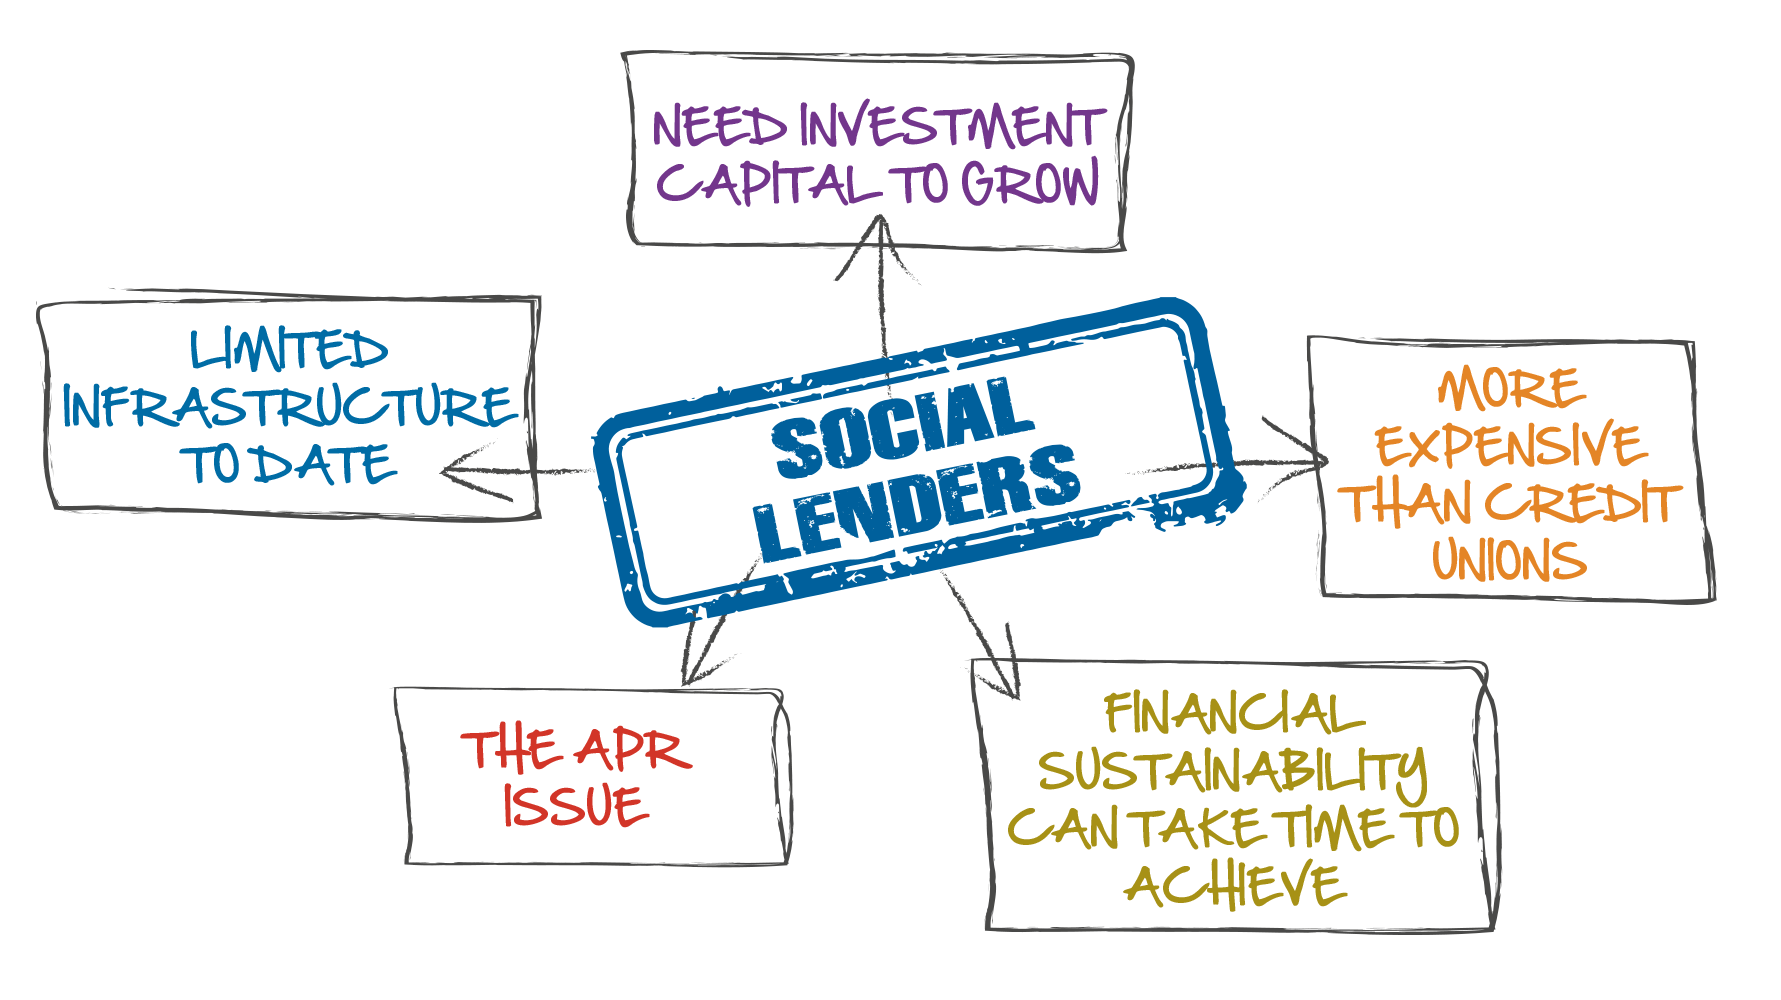 NEED INVESTMENT
CAPITAL TO GROW
LIMITED
INFRASTRUCTURE
TO DATE
SOCIAL
LENDERS
MORE
EXPENSIVE
THAN CREDIT
UNIONS
THE APR
ISSUE
FINANCIAL
SUSTAINABILITY
CAN TAKE TIME TO
ACHIEVE